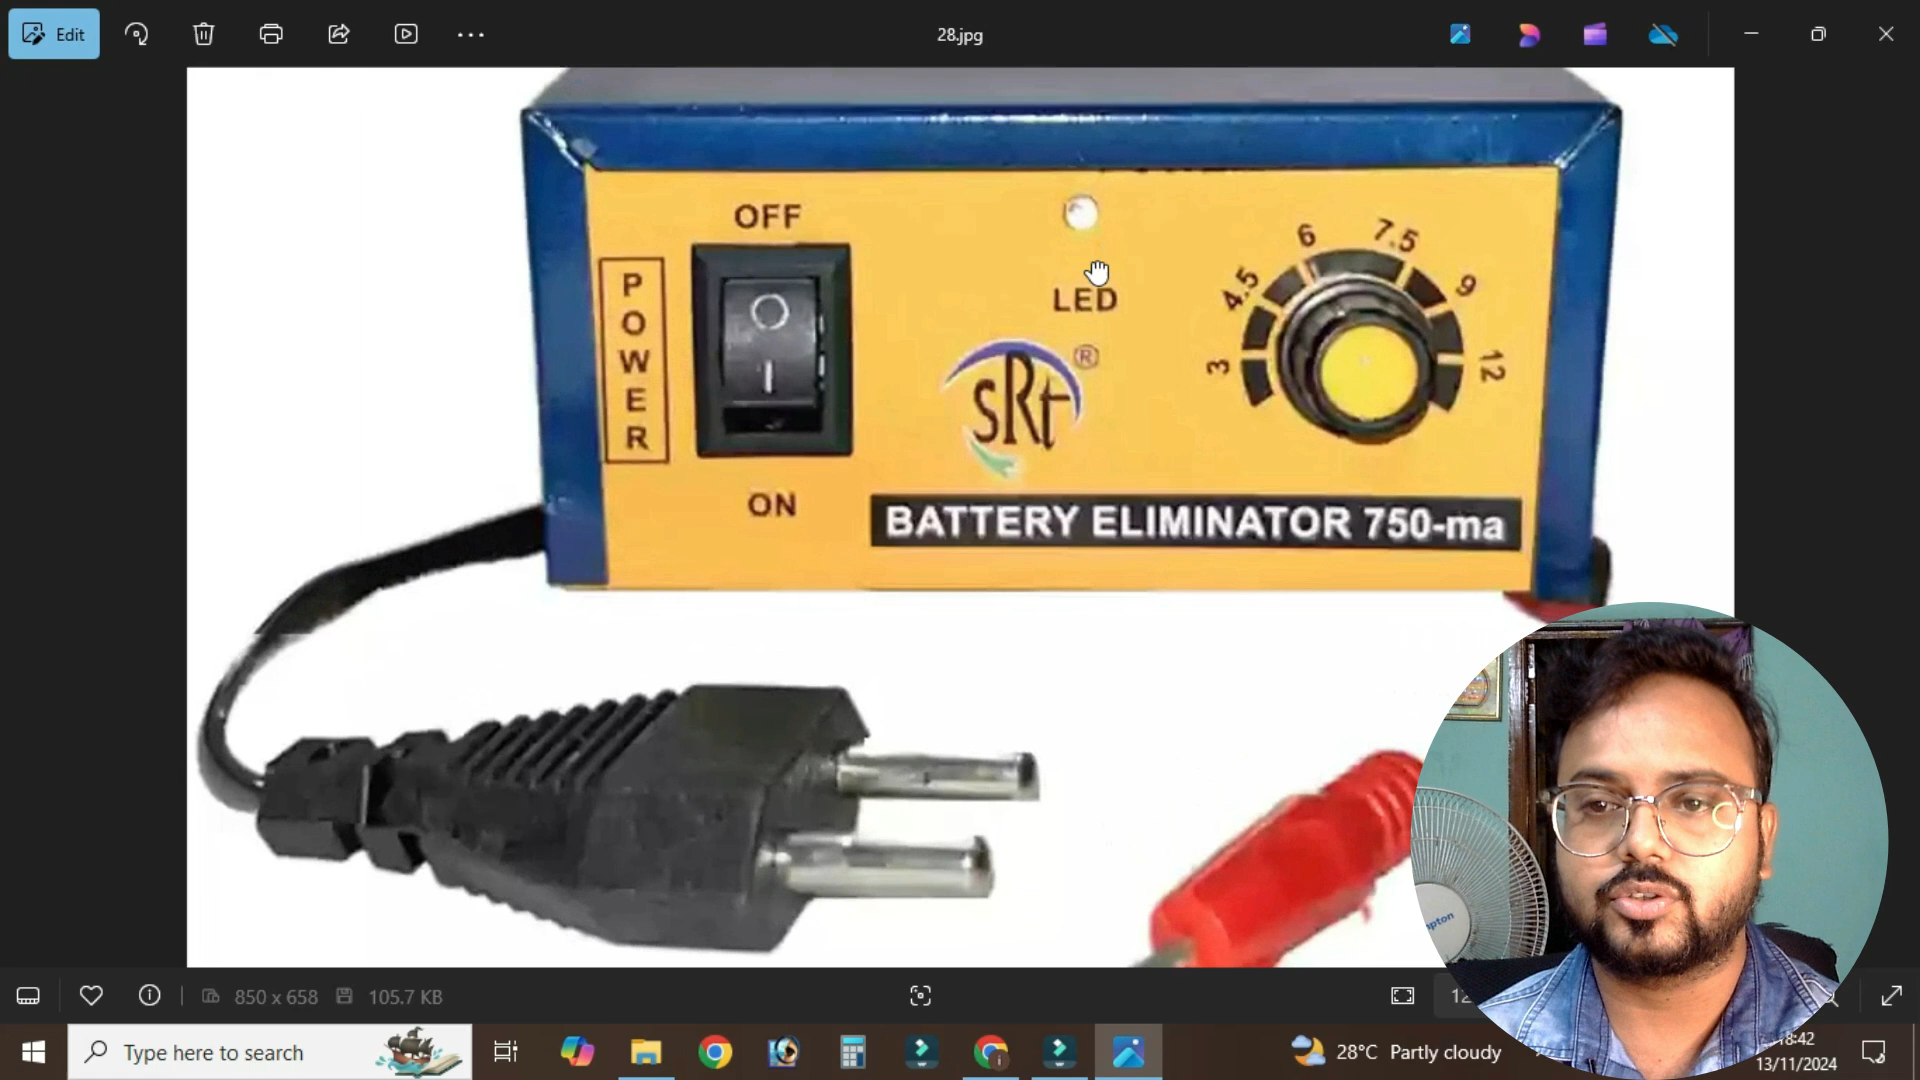 Edit
28.jpg
OFF
POWER
ON
LED
sRt ®
3
4.5
6
7.5
9
12
BATTERY ELIMINATOR 750-ma
850 x 658
105.7 KB
Type here to search
28°C Partly cloudy
13/11/2024